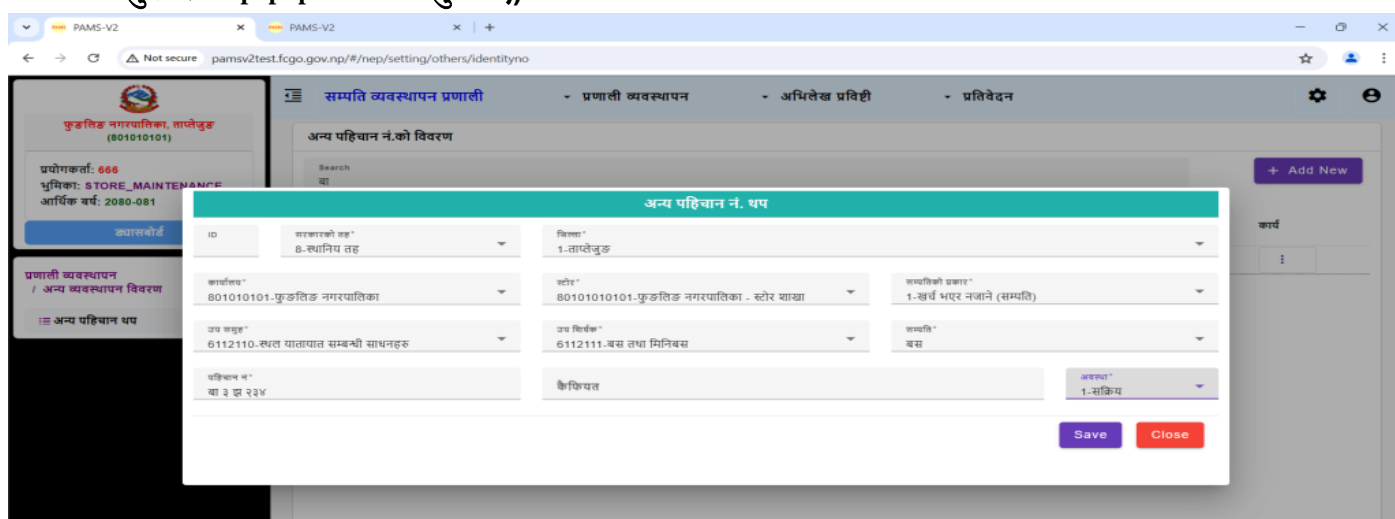 PAMS-V2
PAMS-V2
Not secure pamsv2test.fcgo.gov.np/#/nep/setting/others/identityno
सम्पति व्यवस्थापन प्रणाली
प्रणाली व्यवस्थापन
अभिलेख प्रविष्टी
प्रतिवेदन
फुङलिङ नगरपालिका, ताप्लेजुङ
(801010101)
अन्य पहिचान नं.को विवरण
प्रयोगकर्ता: 666
भूमिका: STORE_MAINTENANCE
आर्थिक बर्ष: 2080-081
ड्यासबोर्ड
Search
बा
+ Add New
कार्य
प्रणाली व्यवस्थापन
/ अन्य व्यवस्थापन विवरण
अन्य पहिचान थप
अन्य पहिचान नं. थप
ID
सरकारको तह*
8-स्थानिय तह
जिल्ला*
1-ताप्लेजुङ
कार्यालय*
801010101-फुङलिङ नगरपालिका
स्टोर*
80101010101-फुङलिङ नगरपालिका - स्टोर शाखा
सम्पतिको प्रकार*
1-खर्च भएर नजाने (सम्पति)
उप समुह*
6112110-स्थल यातायात सम्बन्धी साधनहरु
उप शिर्षक*
6112111-बस तथा मिनिबस
सम्पति*
बस
पहिचान नं*
बा ३ झ २३४
कैफियत
अवस्था*
1-सक्रिय
Save
Close